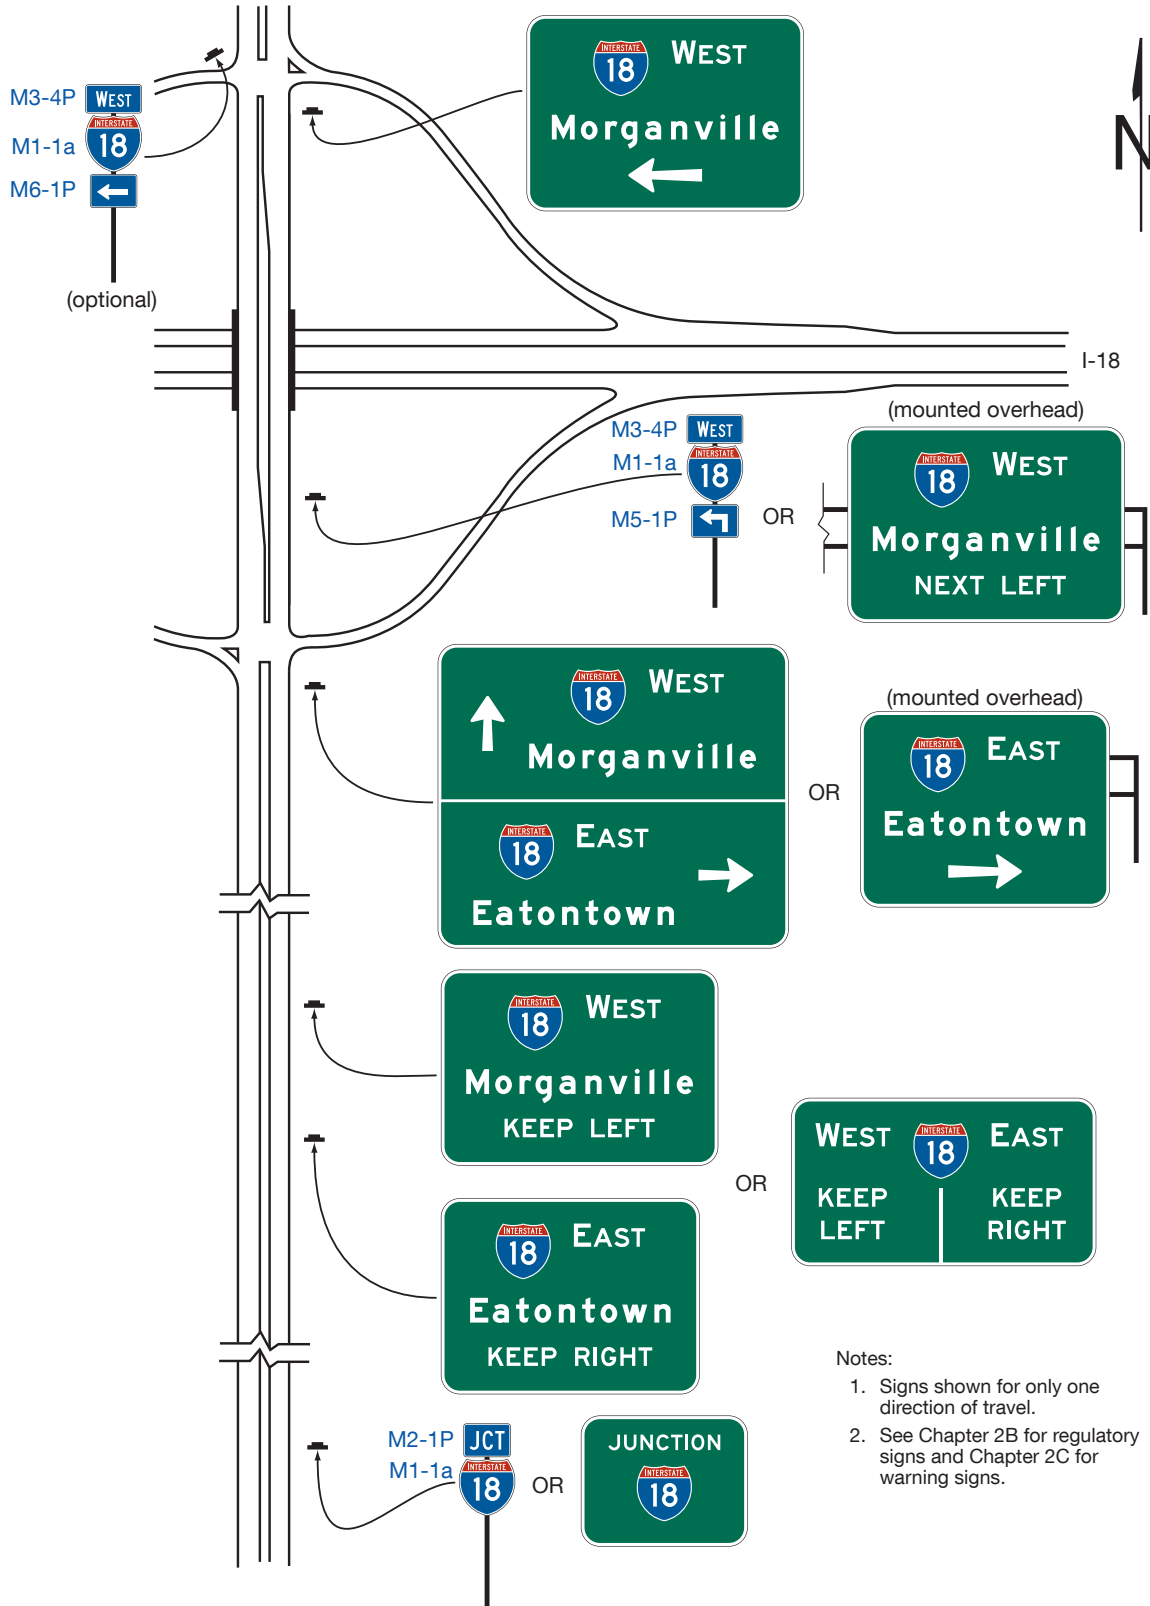 INTERSTATE
18
WEST
Morganville
M3-4P
WEST
M1-1a
INTERSTATE
18
M6-1P
(optional)
N
I-18
(mounted overhead)
M3-4P
WEST
M1-1a
INTERSTATE
18
M5-1P
OR
INTERSTATE
18
WEST
Morganville
NEXT LEFT
INTERSTATE
18
WEST
Morganville
INTERSTATE
18
EAST
Eatontown
OR
(mounted overhead)
INTERSTATE
18
EAST
Eatontown
INTERSTATE
18
WEST
Morganville
KEEP LEFT
INTERSTATE
18
EAST
Eatontown
KEEP RIGHT
OR
WEST
INTERSTATE
18
EAST
KEEP
LEFT
KEEP
RIGHT
M2-1P
JCT
M1-1a
INTERSTATE
18
OR
JUNCTION
INTERSTATE
18
Notes:
1. Signs shown for only one
direction of travel.
2. See Chapter 2B for regulatory
signs and Chapter 2C for
warning signs.